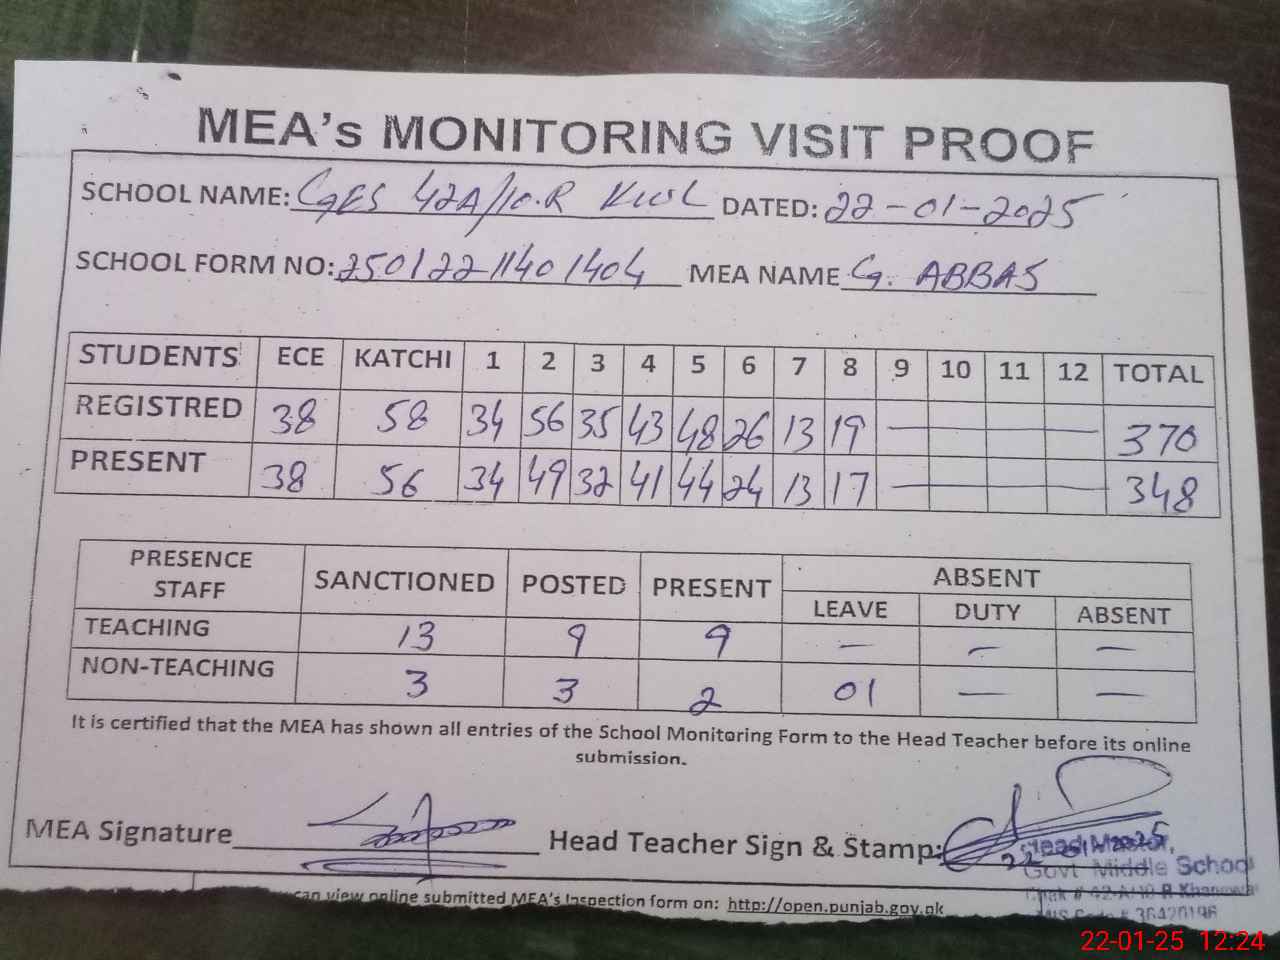 MEA's MONITORING VISIT PROOF
SCHOOL NAME: GES 42A/10.R KWL DATED: 22-01-2025
SCHOOL FORM NO: 2501221401404 MEA NAME G. ABBAS
STUDENTS ECE KATCHI 1 2 3 4 5 6 7 8 9 10 11 12 TOTAL
REGISTRED 38 58 34 56 35 43 48 26 13 19 — 370
PRESENT 38 56 34 49 32 41 44 24 13 17 — 348
PRESENCE STAFF SANCTIONED POSTED PRESENT ABSENT
LEAVE DUTY ABSENT
TEACHING 13 9 9 — — —
NON-TEACHING 3 3 2 01 — —
It is certified that the MEA has shown all entries of the School Monitoring Form to the Head Teacher before its online
submission.
MEA Signature Head Teacher Sign & Stamp:
Head Master,
Govt Middle School
can view online submitted MEA's Inspection form on: http://open.punjab.gov.pk
22-01-25 12:24